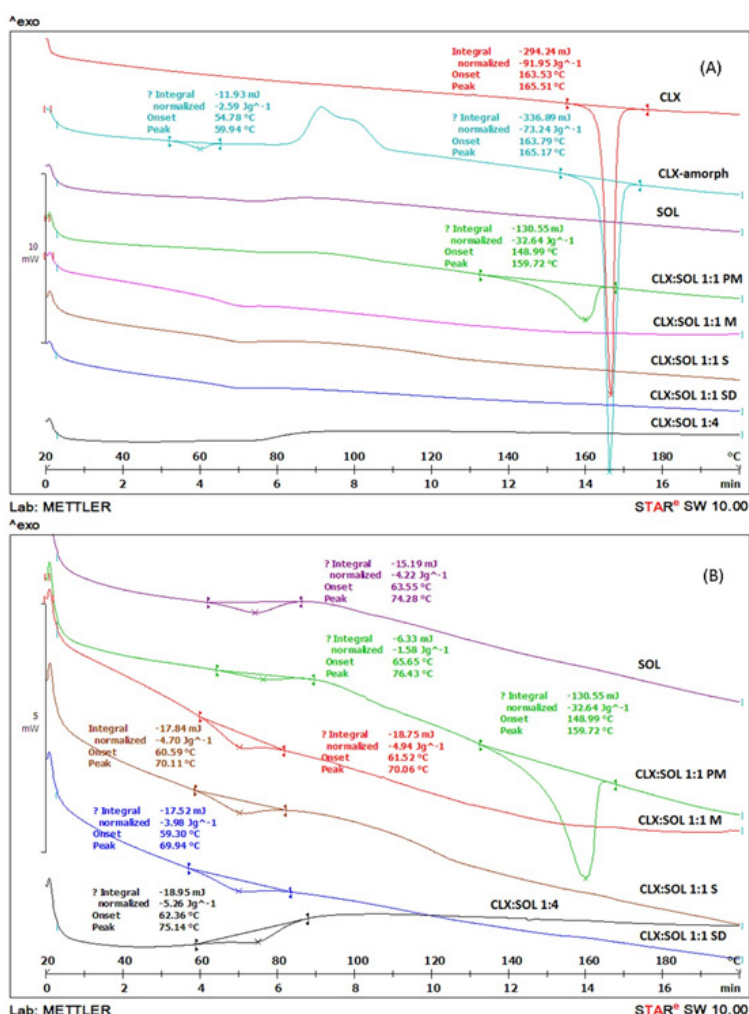 ^exo
(A)
Integral -294.24 mJ
normalized -91.95 Jg^-1
Onset 163.53 °C
Peak 165.51 °C
CLX
? Integral -11.93 mJ
normalized -2.59 Jg^-1
Onset 54.78 °C
Peak 59.94 °C
? Integral -336.89 mJ
normalized -73.24 Jg^-1
Onset 163.79 °C
Peak 165.17 °C
CLX-amorph
SOL
? Integral -130.55 mJ
normalized -32.64 Jg^-1
Onset 148.99 °C
Peak 159.72 °C
10
mW
CLX:SOL 1:1 PM
CLX:SOL 1:1 M
CLX:SOL 1:1 S
CLX:SOL 1:1 SD
CLX:SOL 1:4
20 40 60 80 100 120 140 160 °C
0 2 4 6 8 10 12 14 16 min
Lab: METTLER STARe SW 10.00
^exo
(B)
? Integral -15.19 mJ
normalized -4.22 Jg^-1
Onset 63.55 °C
Peak 74.28 °C
SOL
? Integral -6.33 mJ
normalized -1.58 Jg^-1
Onset 65.65 °C
Peak 76.43 °C
? Integral -130.55 mJ
normalized -32.64 Jg^-1
Onset 148.99 °C
Peak 159.72 °C
5
mW
? Integral -17.84 mJ
normalized -4.70 Jg^-1
Onset 60.59 °C
Peak 70.11 °C
? Integral -18.75 mJ
normalized -4.94 Jg^-1
Onset 61.52 °C
Peak 70.06 °C
CLX:SOL 1:1 PM
CLX:SOL 1:1 M
? Integral -17.52 mJ
normalized -3.98 Jg^-1
Onset 59.30 °C
Peak 69.94 °C
? Integral -18.95 mJ
normalized -5.26 Jg^-1
Onset 62.36 °C
Peak 75.14 °C
CLX:SOL 1:4
CLX:SOL 1:1 S
CLX:SOL 1:1 SD
20 40 60 80 100 120 140 160 °C
0 2 4 6 8 10 12 14 16 min
Lab: METTLER STARe SW 10.00